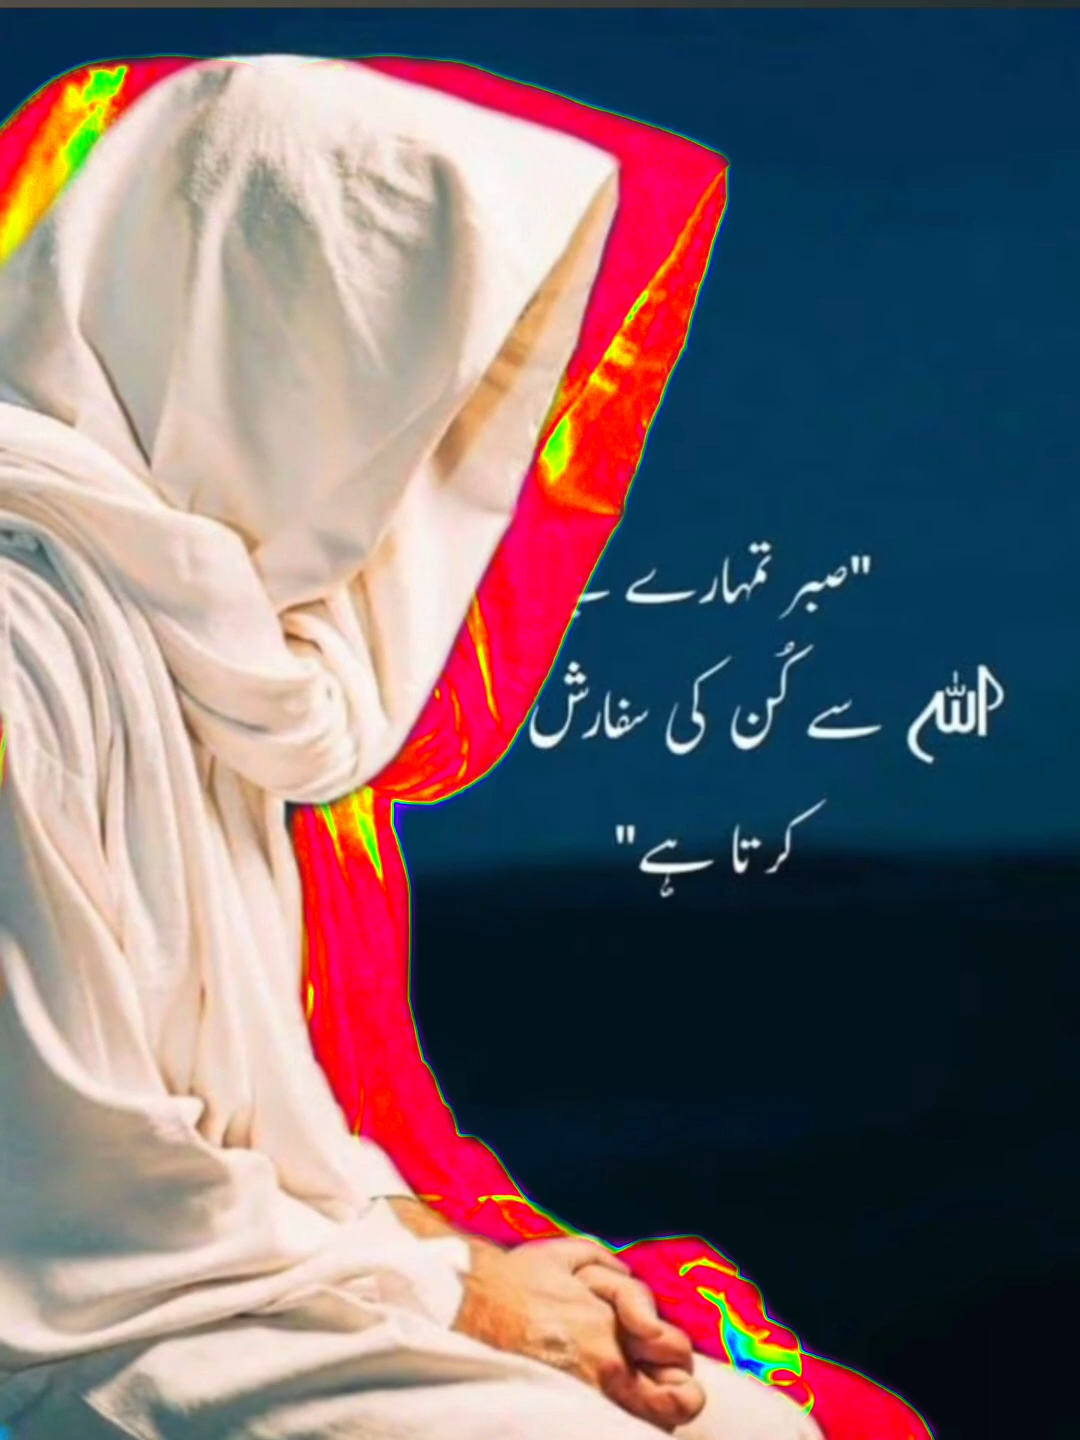 "صبر تمہارے
اللہ سے کُن کی سفارش
کرتا ہے"